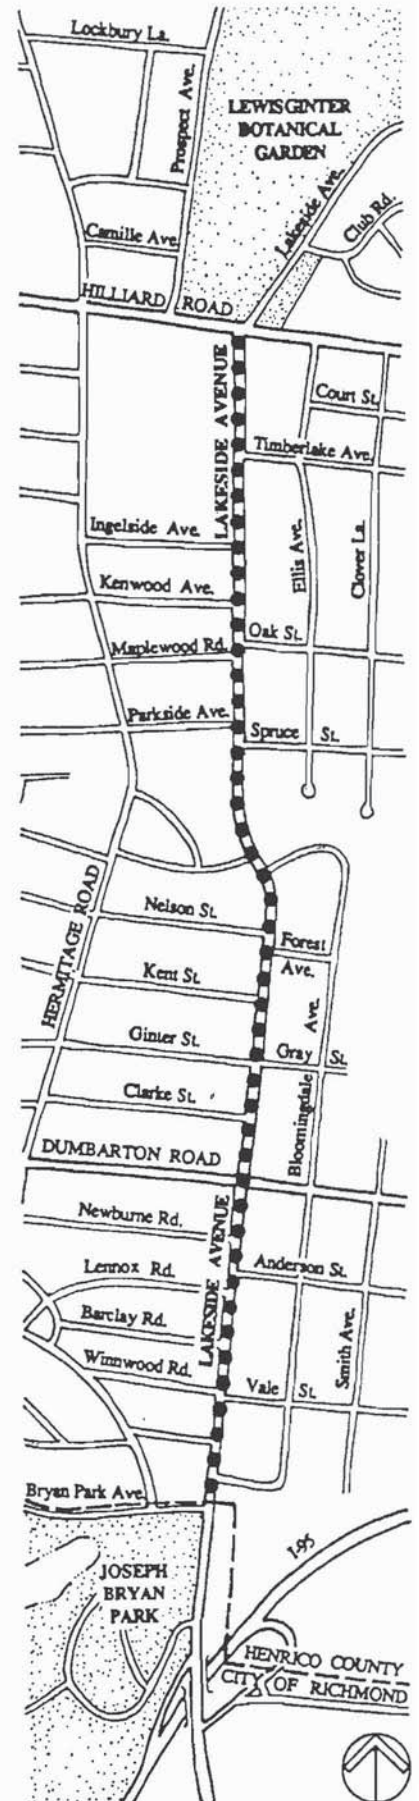 Lockbury La.
Prospect Ave.
LEWIS GINTER
BOTANICAL
GARDEN
Lakeside Ave.
Club Rd.
Camille Ave.
HILLIARD ROAD
LAKESIDE AVENUE
Court St.
Timberlake Ave.
Ingelside Ave.
Ellis Ave.
Clover La.
Kenwood Ave.
Oak St.
Maplewood Rd.
Parkside Ave.
Spruce St.
HERMITAGE ROAD
Nelson St.
Forest
Ave.
Kent St.
Ginter St.
Gray St.
Bloomingdale Ave.
Clarke St.
DUMBARTON ROAD
Newburne Rd.
LAKESIDE AVENUE
Lennox Rd.
Anderson St.
Barclay Rd.
Smith Ave.
Winnwood Rd.
Vale St.
Bryan Park Ave.
I-95
JOSEPH
BRYAN
PARK
HENRICO COUNTY
CITY OF RICHMOND